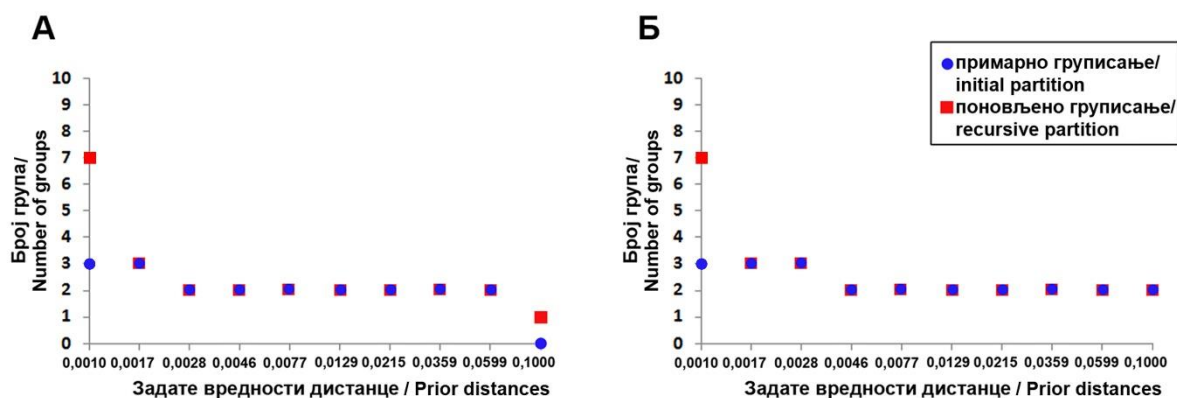 А
Број група/
Number of groups
10
9
8
7
6
5
4
3
2
1
0
0,0010 0,0017 0,0028 0,0046 0,0077 0,0129 0,0215 0,0359 0,0599 0,1000
Задате вредности дистанце / Prior distances
Б
примарно груписање/
initial partition
поновљено груписање/
recursive partition
Број група/
Number of groups
10
9
8
7
6
5
4
3
2
1
0
0,0010 0,0017 0,0028 0,0046 0,0077 0,0129 0,0215 0,0359 0,0599 0,1000
Задате вредности дистанце / Prior distances